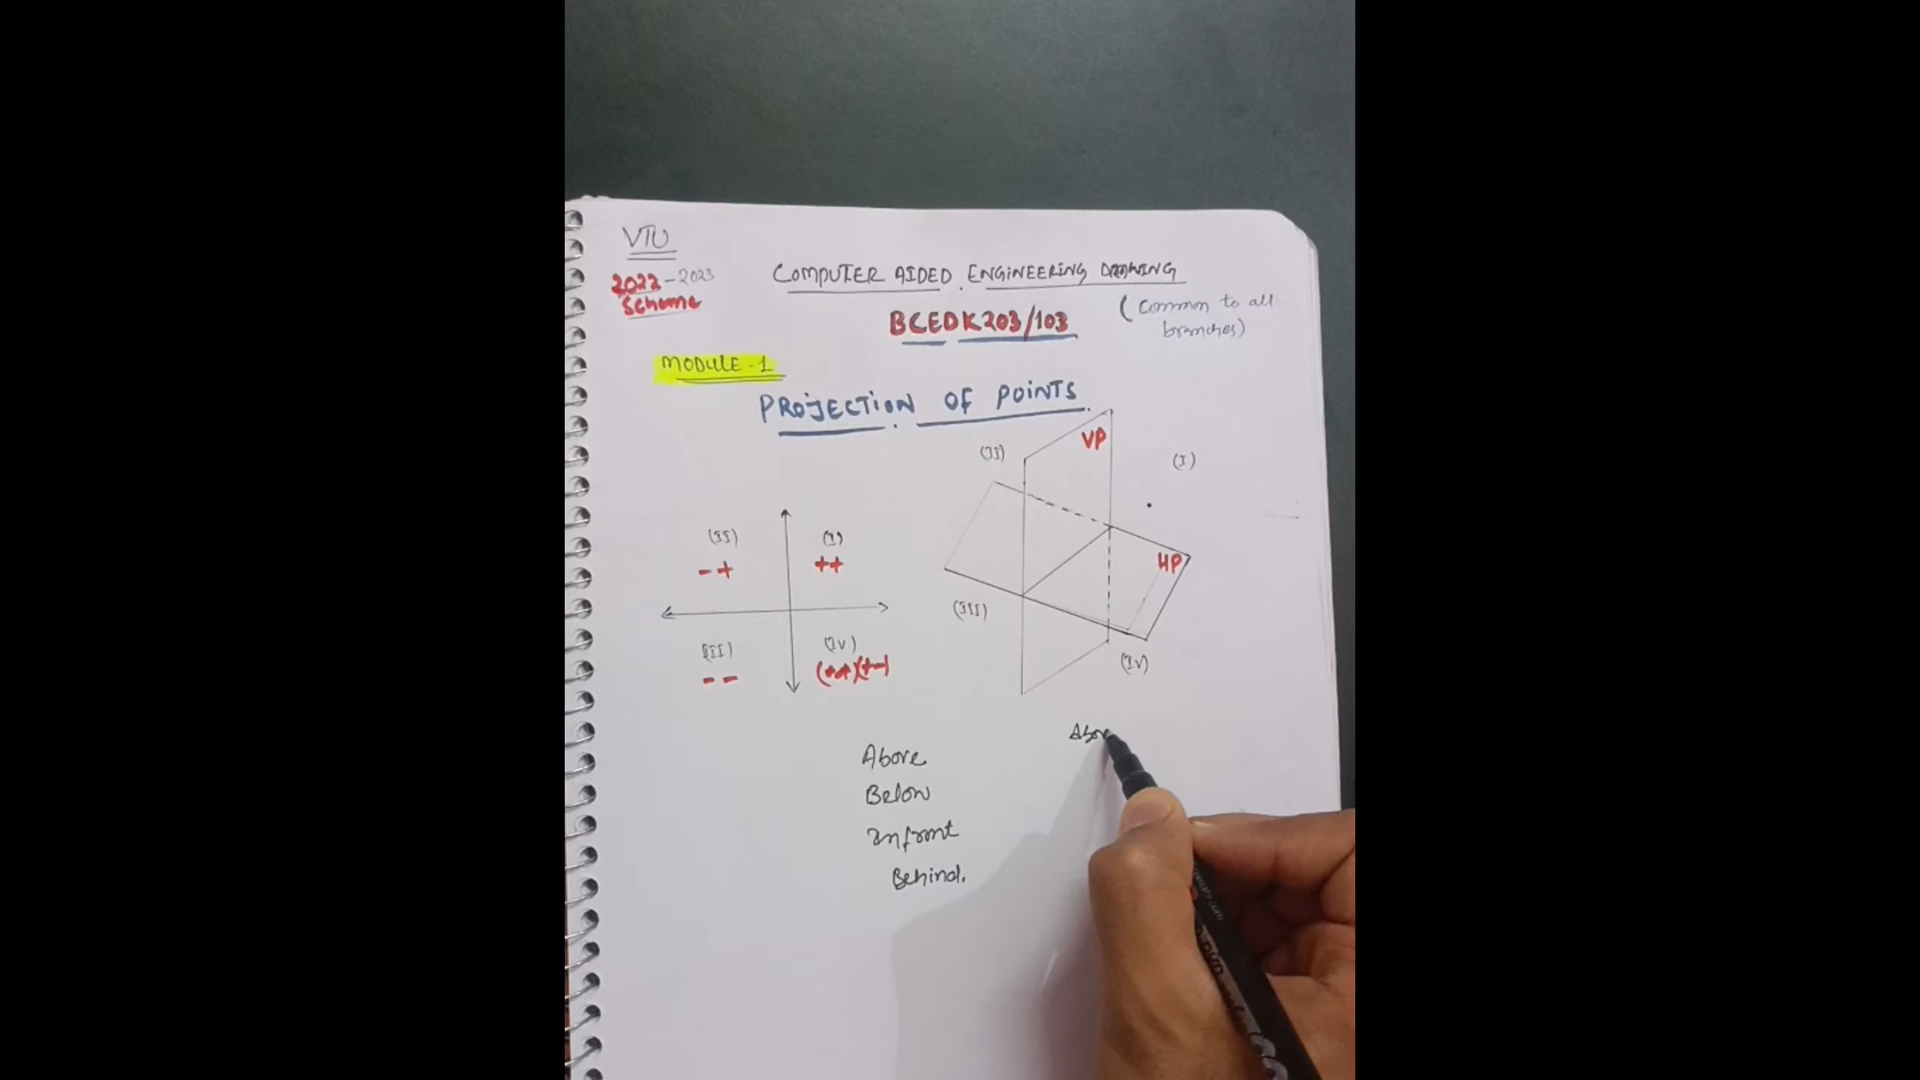 VTU
2022-2023
Scheme
COMPUTER AIDED ENGINEERING DRAWING
BCEDK203/103
(Common to all
branches)
MODULE-1
PROJECTION OF POINTS
VP
(II)
(I)
HP
(III)
(IV)
(II)
(I)
-+
++
(III)
(IV)
--
(+-)
Above
Below
Infront
Behind.
Abov